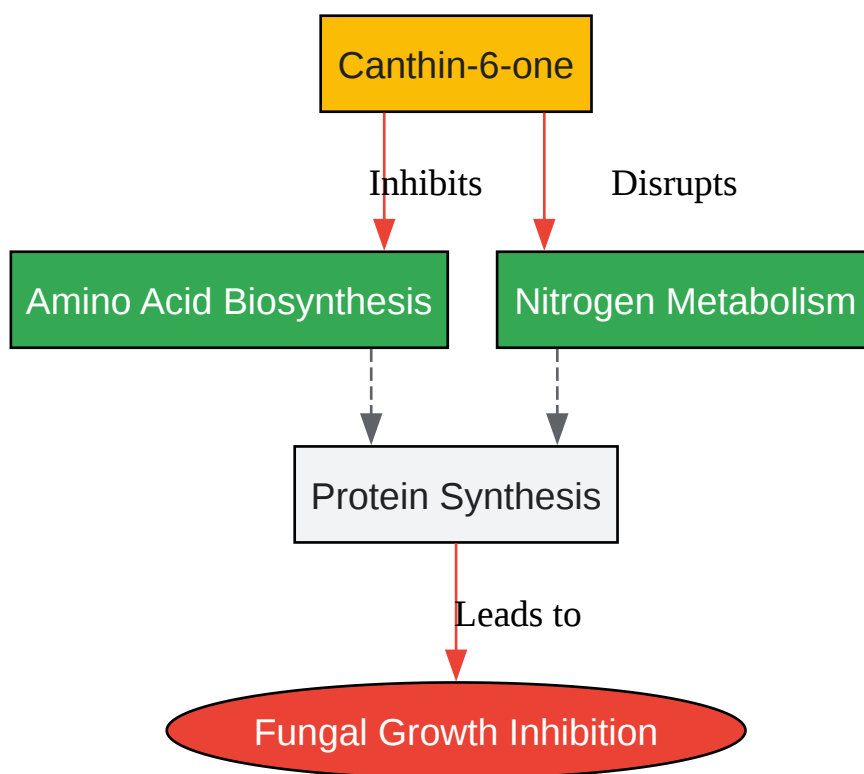 Canthin-6-one
Inhibits
Disrupts
Amino Acid Biosynthesis
Nitrogen Metabolism
Protein Synthesis
Leads to
Fungal Growth Inhibition